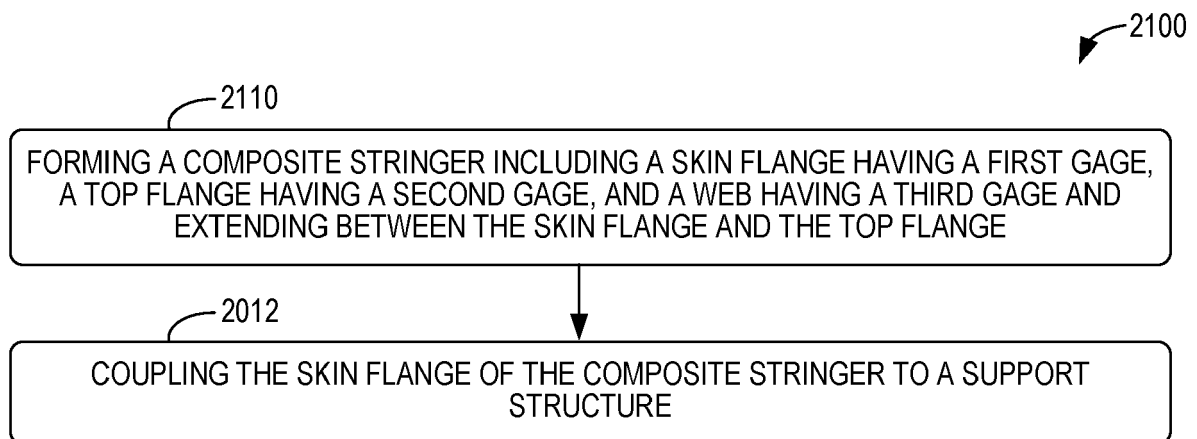 2100
2110
FORMING A COMPOSITE STRINGER INCLUDING A SKIN FLANGE HAVING A FIRST GAGE,
A TOP FLANGE HAVING A SECOND GAGE, AND A WEB HAVING A THIRD GAGE AND
EXTENDING BETWEEN THE SKIN FLANGE AND THE TOP FLANGE
2012
COUPLING THE SKIN FLANGE OF THE COMPOSITE STRINGER TO A SUPPORT
STRUCTURE